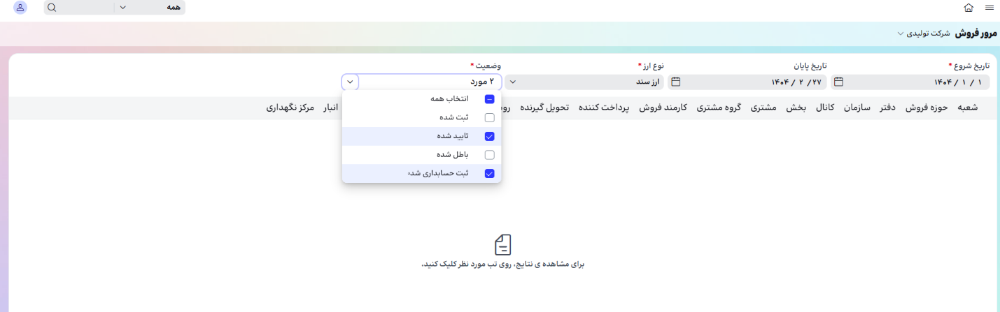 همه
مرور فروش شرکت تولیدی
تاریخ شروع * تاریخ پایان نوع ارز * وضعیت *
۱۴۰۴ / ۱ / ۱ ۱۴۰۴ / ۲ / ۲۷ ارز سند ۲ مورد
شعبه حوزه فروش دفتر سازمان کانال بخش مشتری گروه مشتری کارمند فروش پرداخت کننده تحویل گیرنده انبار مرکز نگهداری
انتخاب همه
ثبت شده
تایید شده
باطل شده
ثبت حسابداری شده
برای مشاهده ی نتایج، روی تب مورد نظر کلیک کنید.